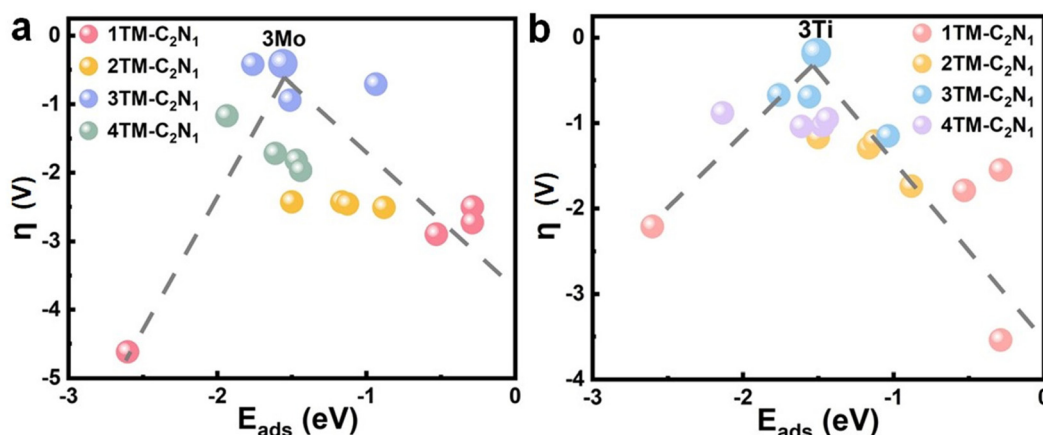 a
3Mo
1TM-C₂N₁
2TM-C₂N₁
3TM-C₂N₁
4TM-C₂N₁
0
-1
-2
-3
-4
-5
η (V)
-3
-2
-1
0
E_ads (eV)
b
3Ti
1TM-C₂N₁
2TM-C₂N₁
3TM-C₂N₁
4TM-C₂N₁
0
-1
-2
-3
-4
η (V)
-3
-2
-1
0
E_ads (eV)